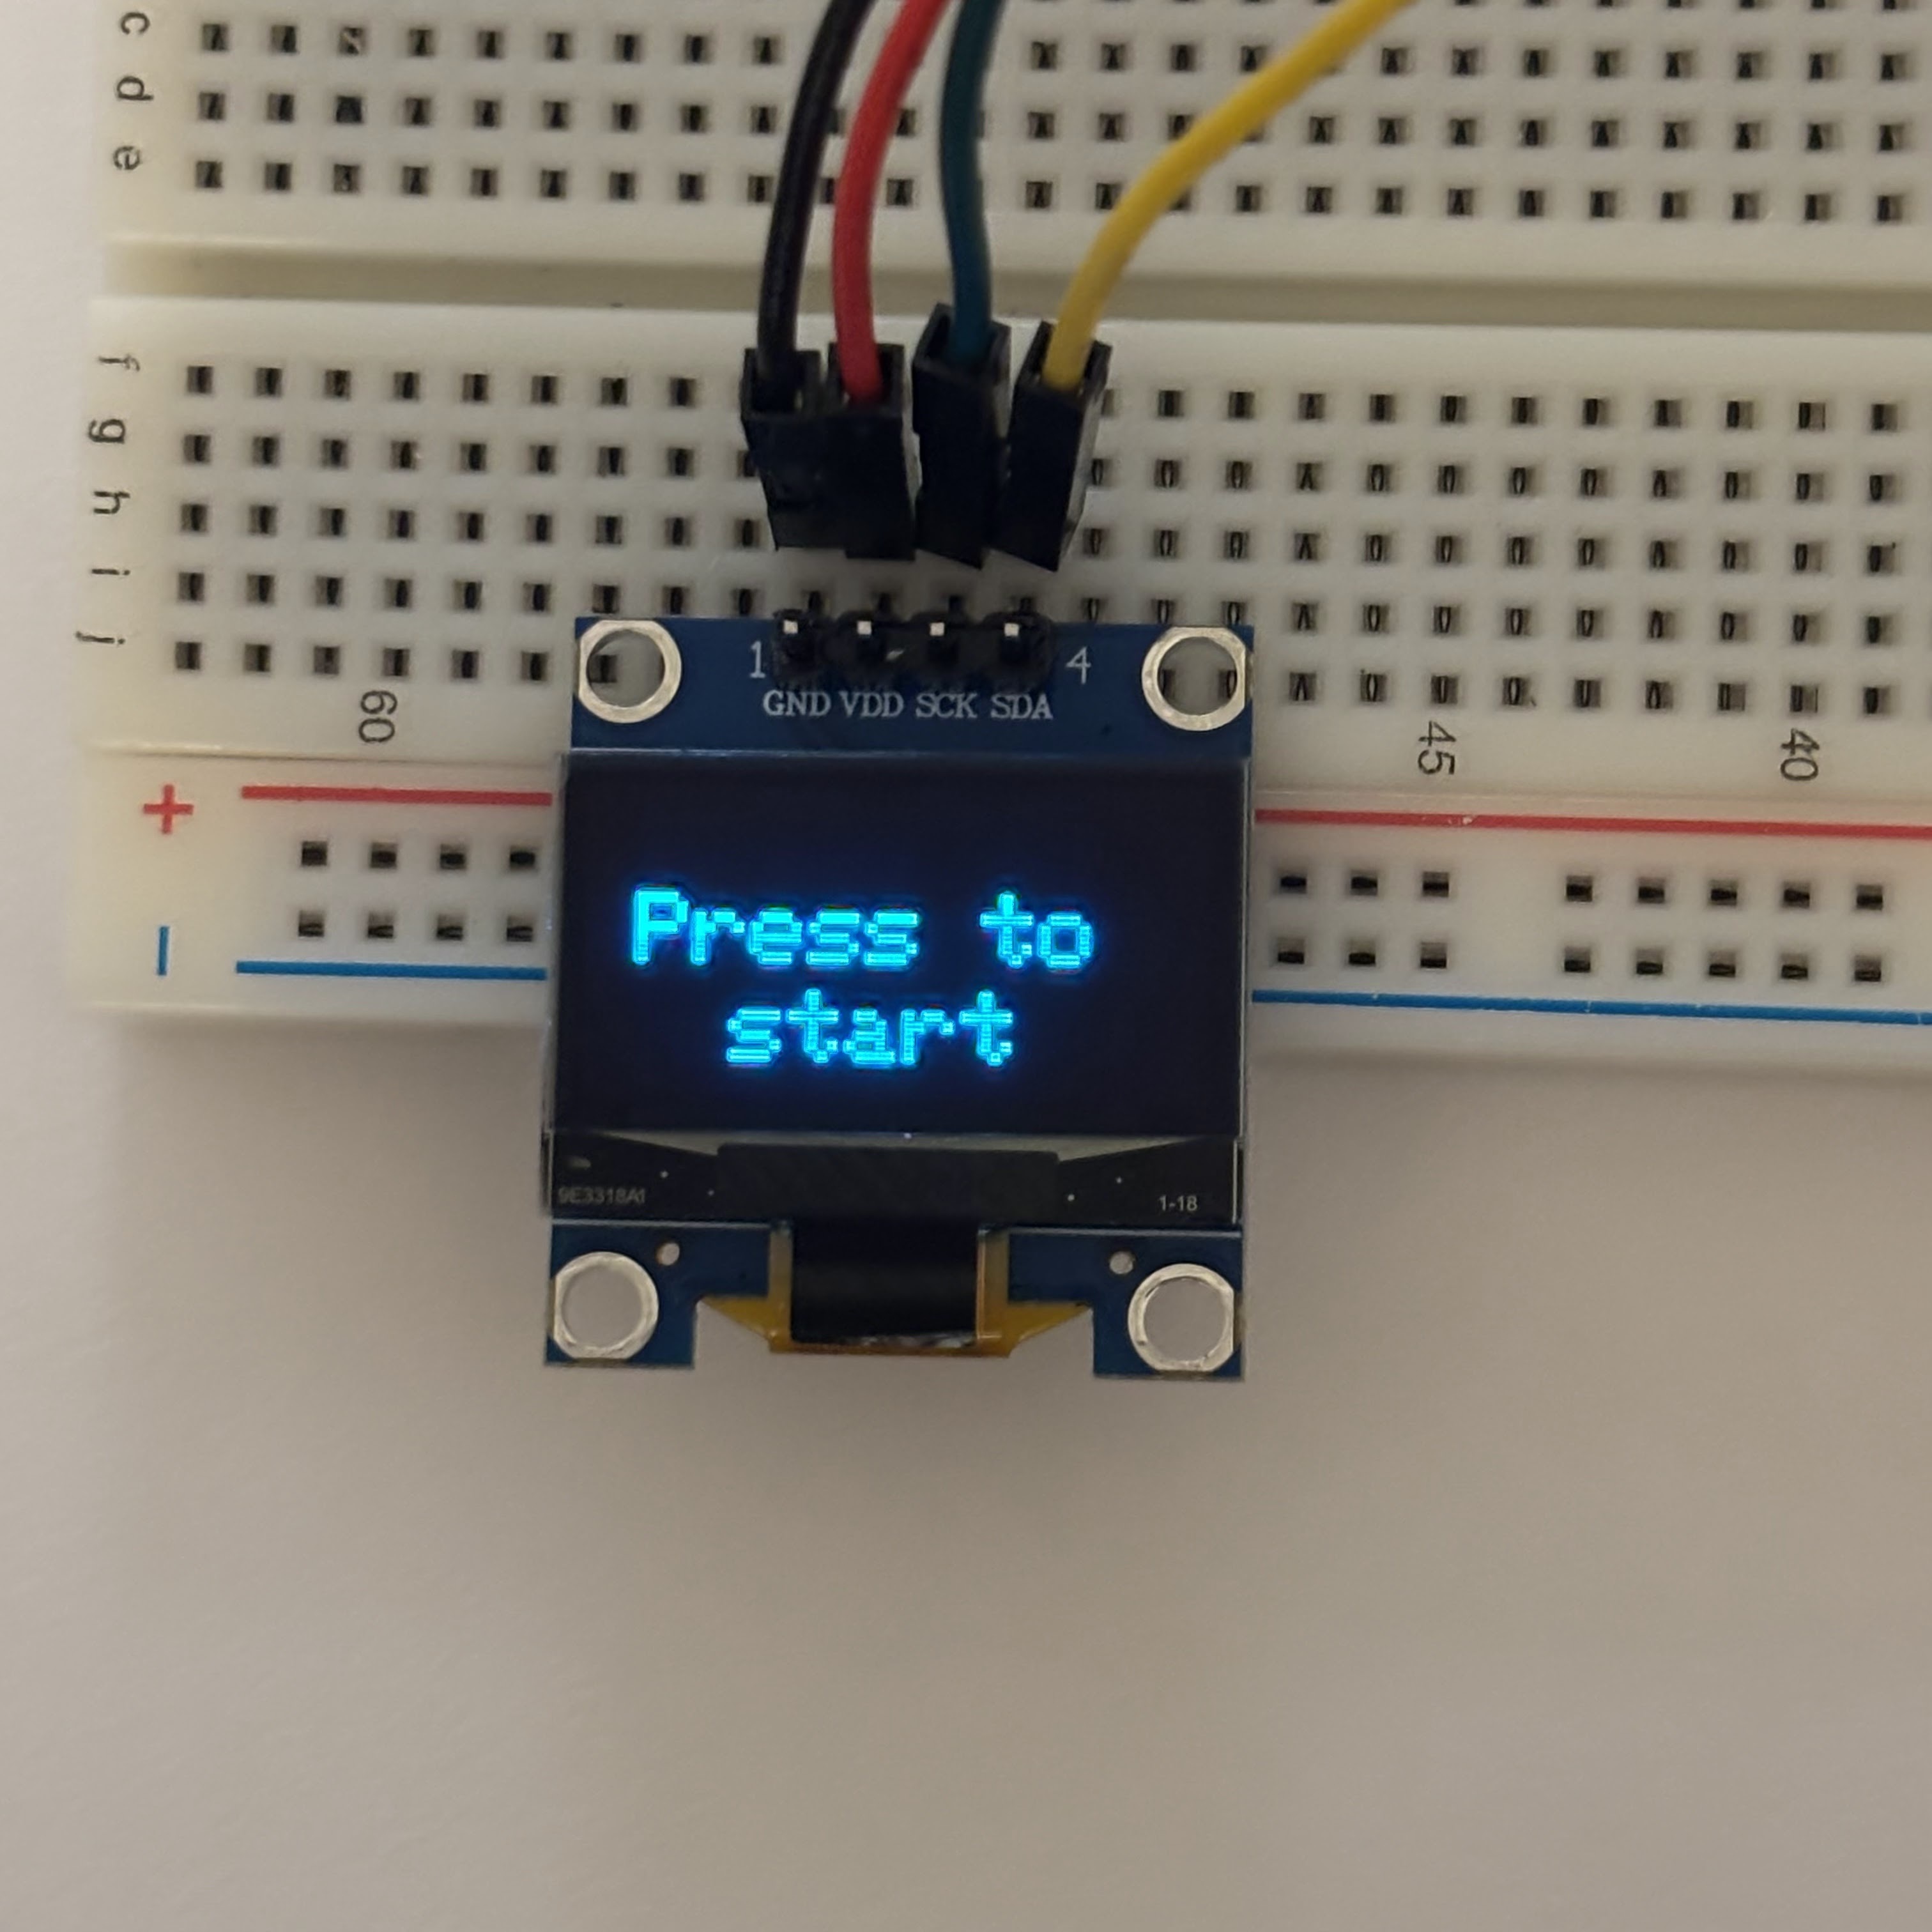 c
d
e
f
g
h
i
j
1 4
GND VDD SCK SDA
60
45
40
+
Press to
start
9E3318A1
1-18